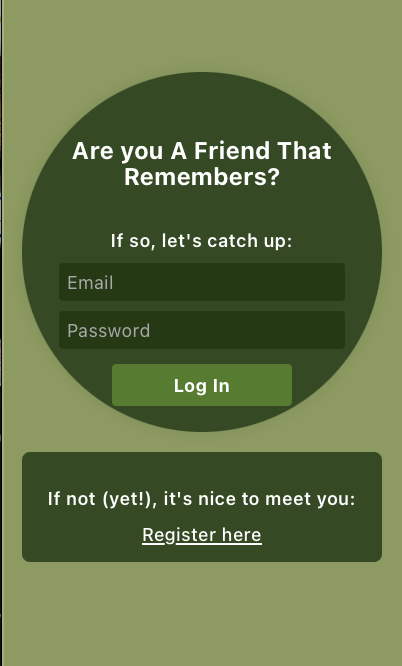 Are you A Friend That
Remembers?
If so, let's catch up:
Email
Password
Log In
If not (yet!), it's nice to meet you:
Register here